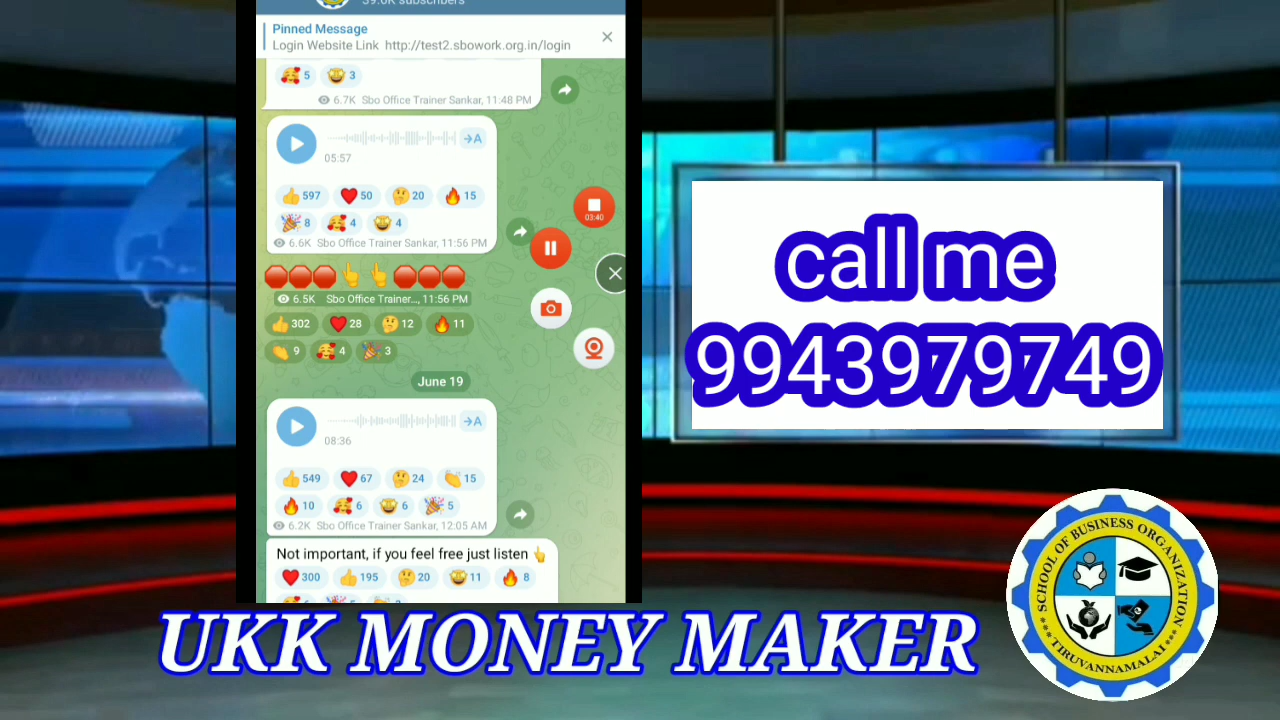 39.6K subscribers
Pinned Message
Login Website Link http://test2.sbowork.org.in/login
5 3
6.7K Sbo Office Trainer Sankar, 11:48 PM
→A
05:57
597 50 20 15
8 4 4
6.6K Sbo Office Trainer Sankar, 11:56 PM
6.5K Sbo Office Trainer..., 11:56 PM
302 28 12 11
9 4 3
June 19
→A
08:36
549 67 24 15
10 6 6 5
6.2K Sbo Office Trainer Sankar, 12:05 AM
Not important, if you feel free just listen
300 195 20 11 8
03:40
call me
9943979749
UKK MONEY MAKER
SCHOOL OF BUSINESS ORGANIZATION
*** TIRUVANNAMALAI ***